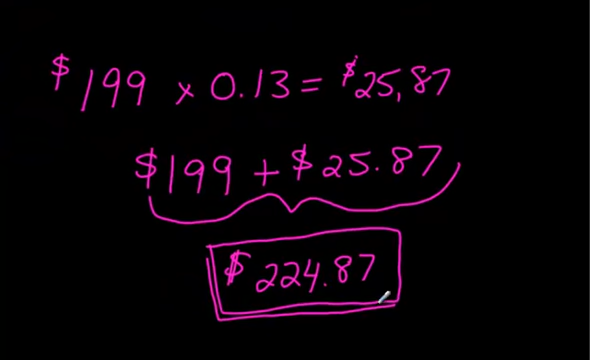 $199 x 0.13 = $25,87
$199 + $25.87
$224.87